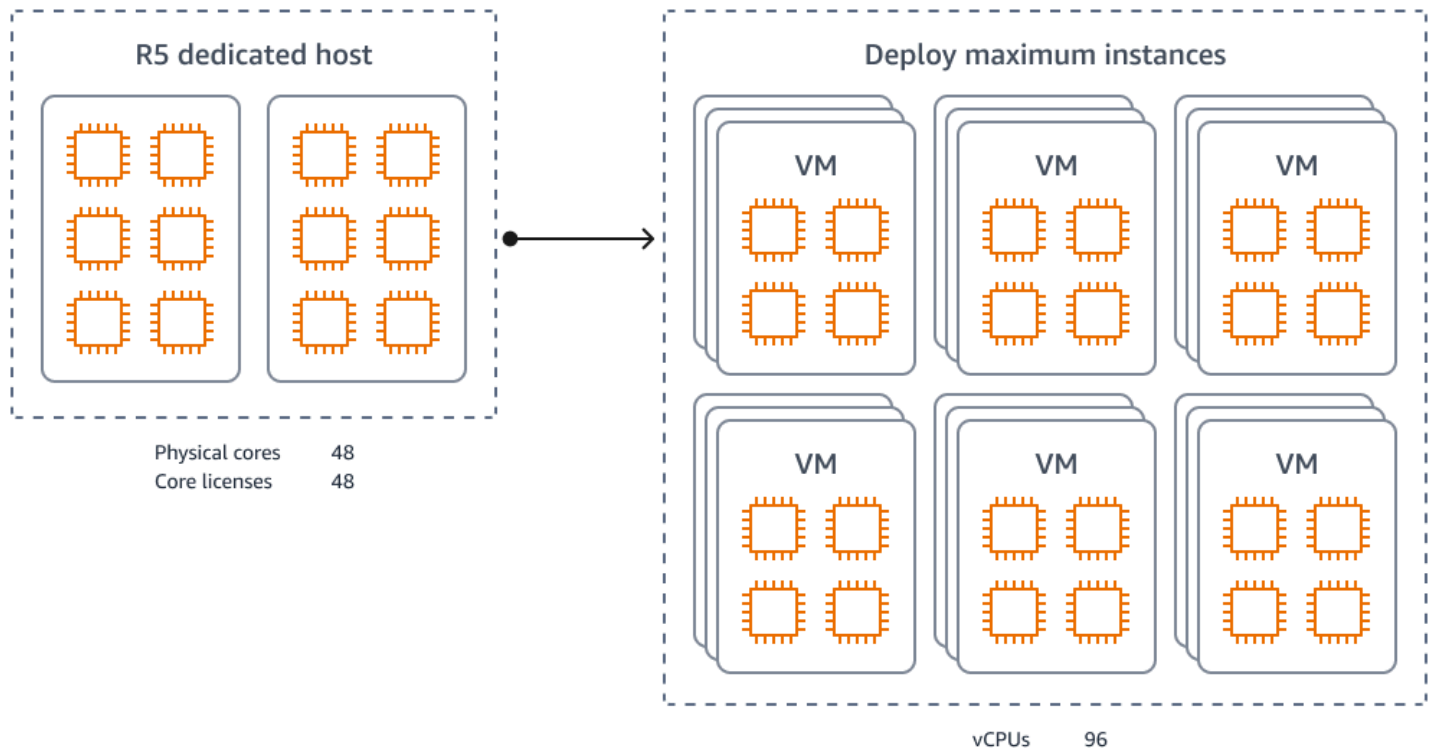 R5 dedicated host
Physical cores 48
Core licenses 48
Deploy maximum instances
VM
VM
VM
VM
VM
VM
vCPUs 96